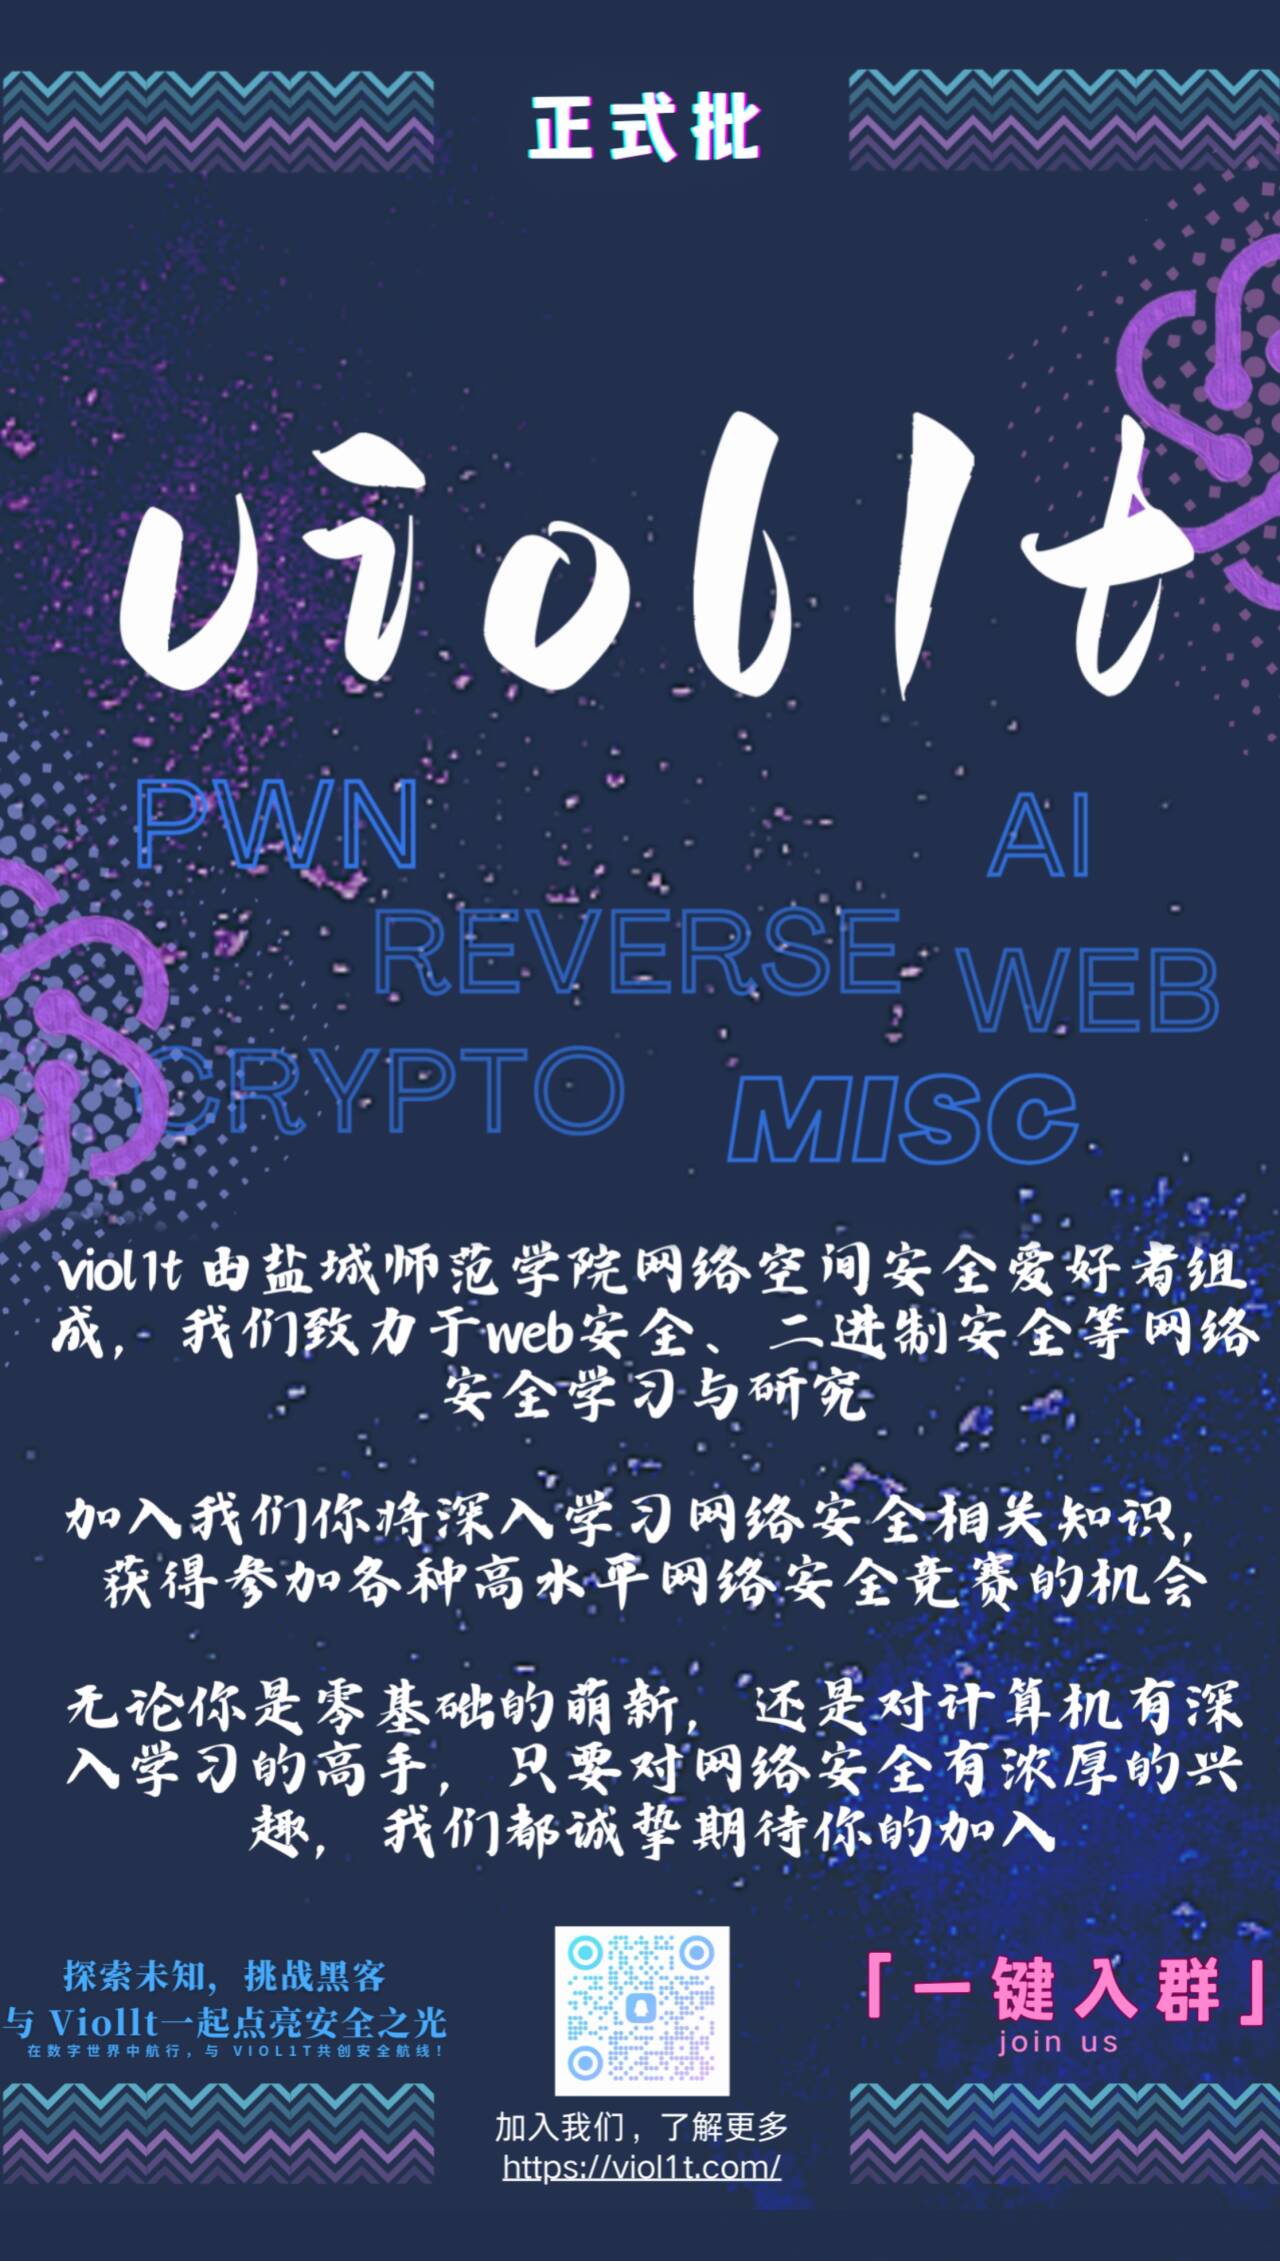 正式批
viol1t
PWN
AI
REVERSE
WEB
CRYPTO
MISC
viol1t 由盐城师范学院网络空间安全爱好者组
成，我们致力于web安全、二进制安全等网络
安全学习与研究
加入我们你将深入学习网络安全相关知识，
获得参加各种高水平网络安全竞赛的机会
无论你是零基础的萌新，还是对计算机有深
入学习的高手，只要对网络安全有浓厚的兴
趣，我们都诚挚期待你的加入
探索未知，挑战黑客
与 Viollt一起点亮安全之光
在数字世界中航行，与 VIOL1T共创安全航线！
「一键入群」
join us
加入我们，了解更多
https://viol1t.com/